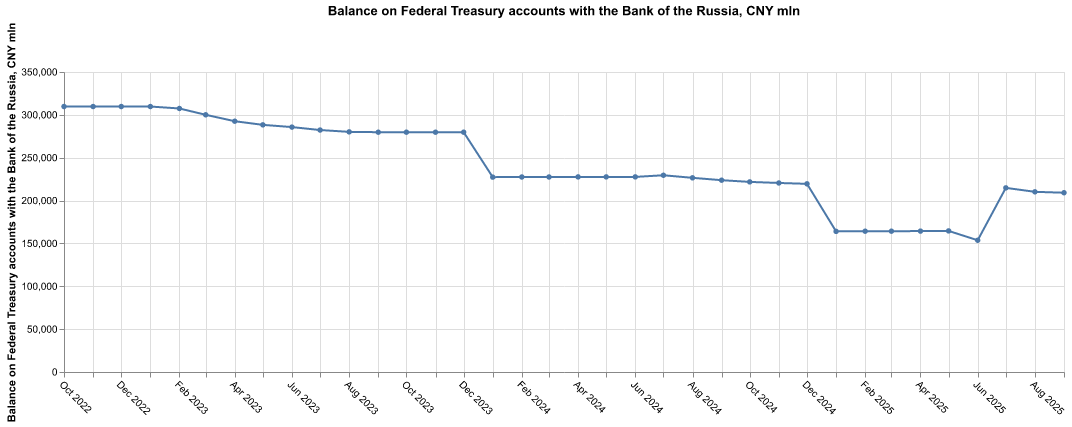 Balance on Federal Treasury accounts with the Bank of the Russia, CNY mln
Balance on Federal Treasury accounts with the Bank of the Russia, CNY mln
350,000
300,000
250,000
200,000
150,000
100,000
50,000
0
Oct 2022
Dec 2022
Feb 2023
Apr 2023
Jun 2023
Aug 2023
Oct 2023
Dec 2023
Feb 2024
Apr 2024
Jun 2024
Aug 2024
Oct 2024
Dec 2024
Feb 2025
Apr 2025
Jun 2025
Aug 2025